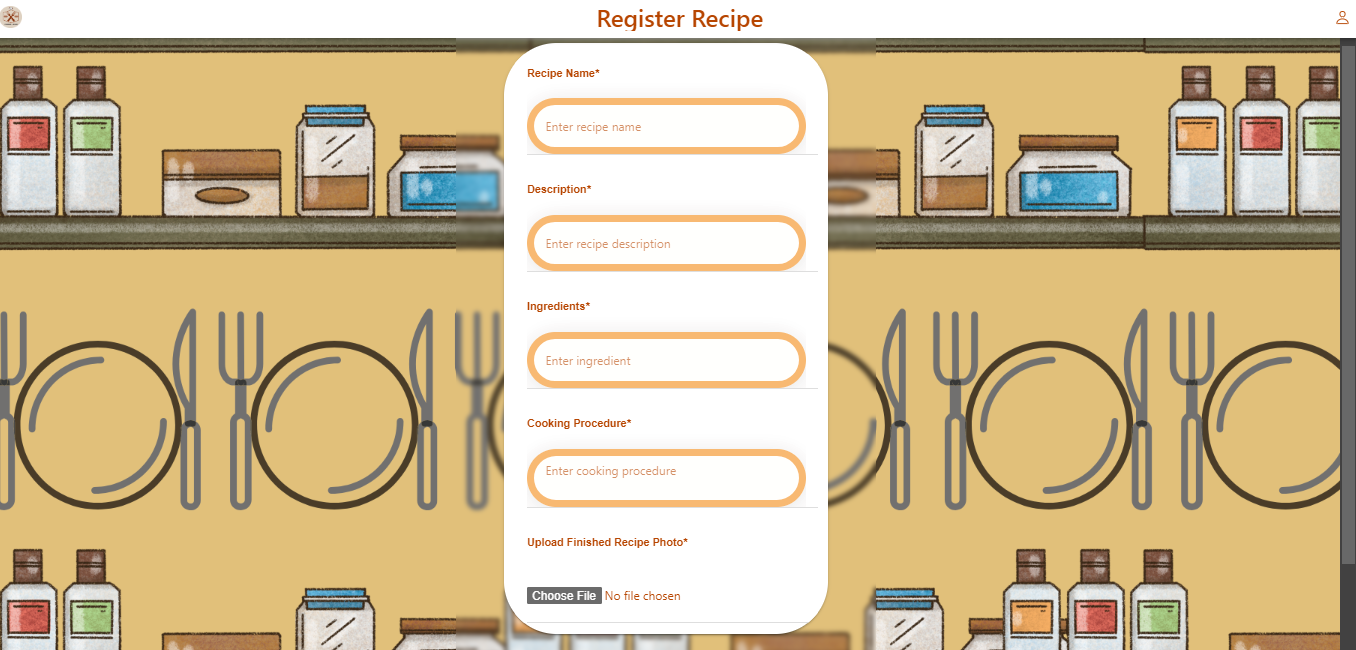 Register Recipe
Recipe Name*
Enter recipe name
Description*
Enter recipe description
Ingredients*
Enter ingredient
Cooking Procedure*
Enter cooking procedure
Upload Finished Recipe Photo*
Choose File No file chosen